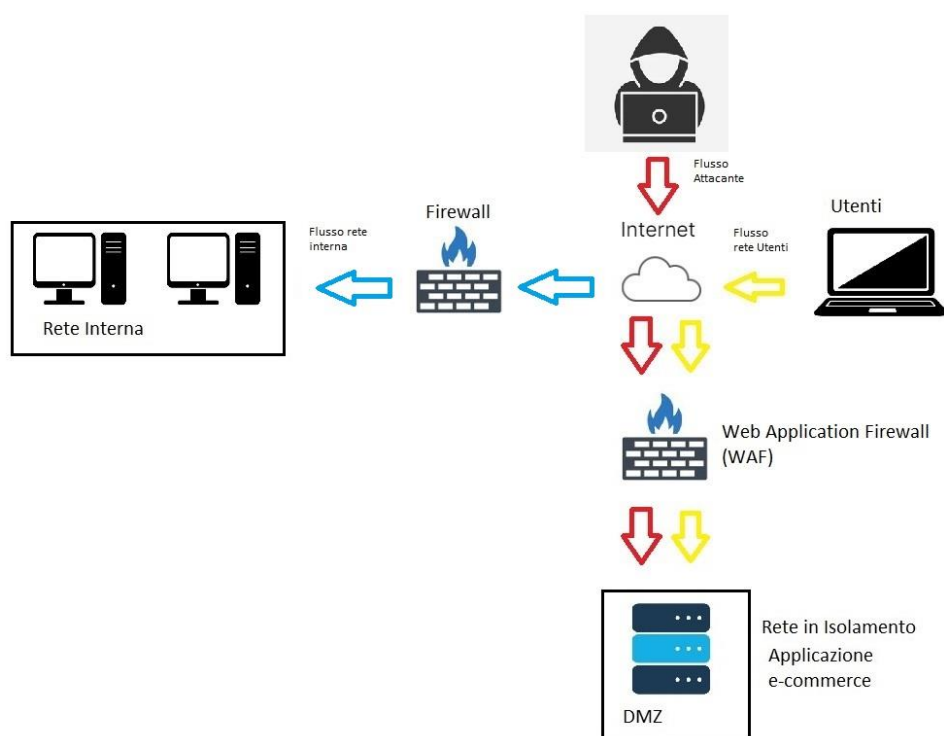 Flusso
Attacante
Utenti
Firewall
Internet
Flusso
rete Utenti
Flusso rete
interna
Rete Interna
Web Application Firewall
(WAF)
Rete in Isolamento
Applicazione
e-commerce
DMZ